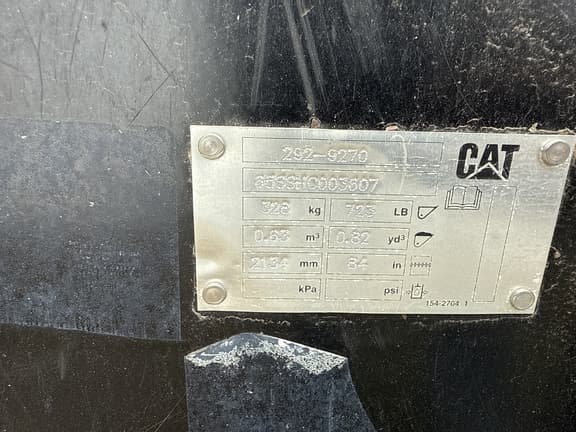 292-9270
CAT
328 kg 723 LB
0.63 m³ 0.82 yd³
2134 mm 84 in
kPa psi
154-2704 1